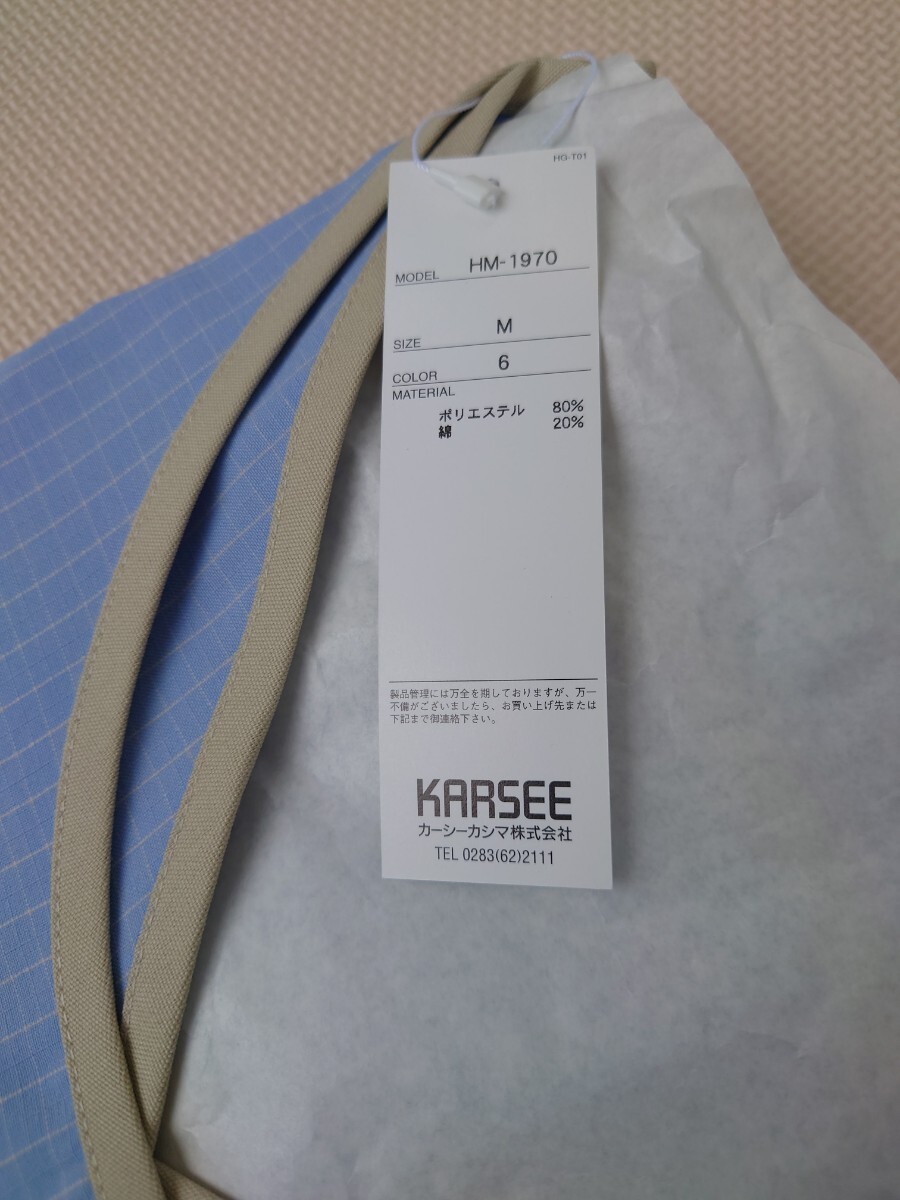 HG-T01
MODEL HM-1970
SIZE M
COLOR 6
MATERIAL
ポリエステル 80%
綿 20%
製品管理には万全を期しておりますが、万一
不備がございましたら、お買い上げ先または
下記まで御連絡下さい。
KARSEE
カーシーカシマ株式会社
TEL 0283(62)2111